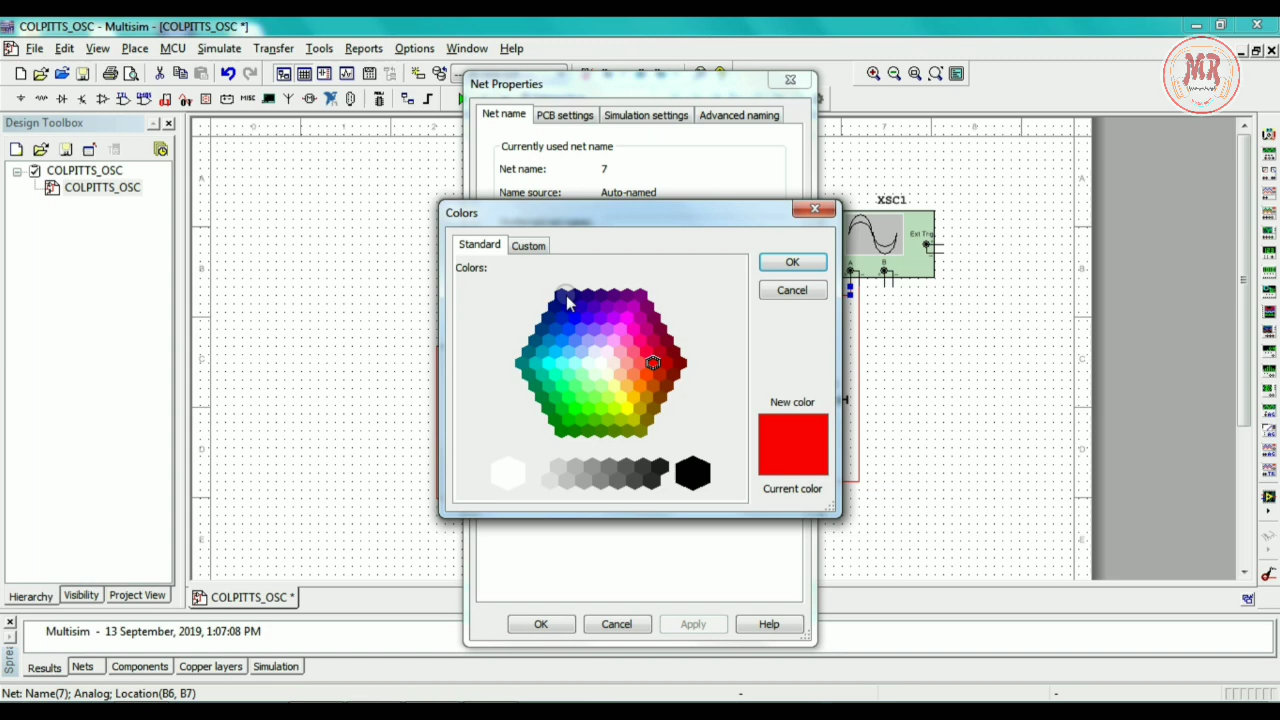 COLPITTS_OSC - Multisim - [COLPITTS_OSC *]
File Edit View Place MCU Simulate Transfer Tools Reports Options Window Help
MISC
Net Properties
MR
Design Toolbox
Net name PCB settings Simulation settings Advanced naming
Currently used net name
Net name: 7
Name source: Auto-named
COLPITTS_OSC
COLPITTS_OSC
XSC1
Ext Trig
A B
Colors
Standard Custom
Colors:
OK
Cancel
New color
Current color
OK Cancel Apply Help
Hierarchy Visibility Project View
COLPITTS_OSC *
Multisim - 13 September, 2019, 1:07:08 PM
Results Nets Components Copper layers Simulation
Net: Name(7); Analog; Location(B6, B7)
- -